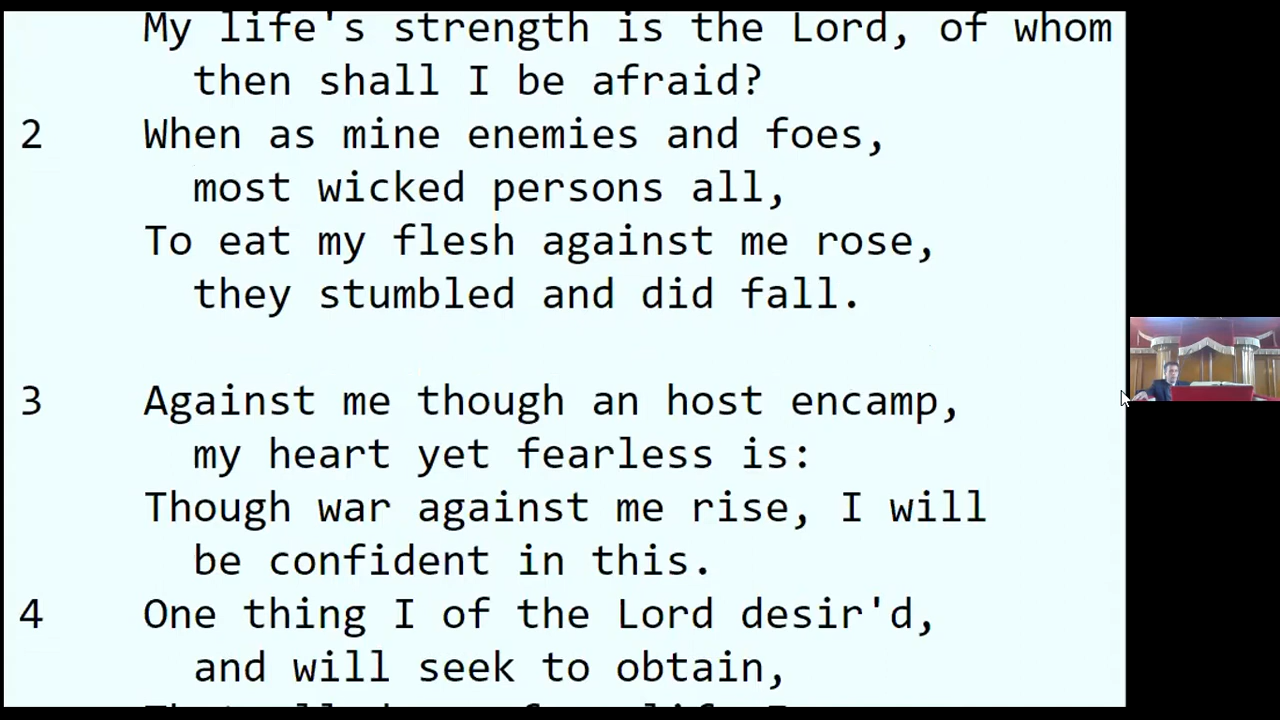 My life's strength is the Lord, of whom
then shall I be afraid?
2 When as mine enemies and foes,
most wicked persons all,
To eat my flesh against me rose,
they stumbled and did fall.
3 Against me though an host encamp,
my heart yet fearless is:
Though war against me rise, I will
be confident in this.
4 One thing I of the Lord desir'd,
and will seek to obtain,